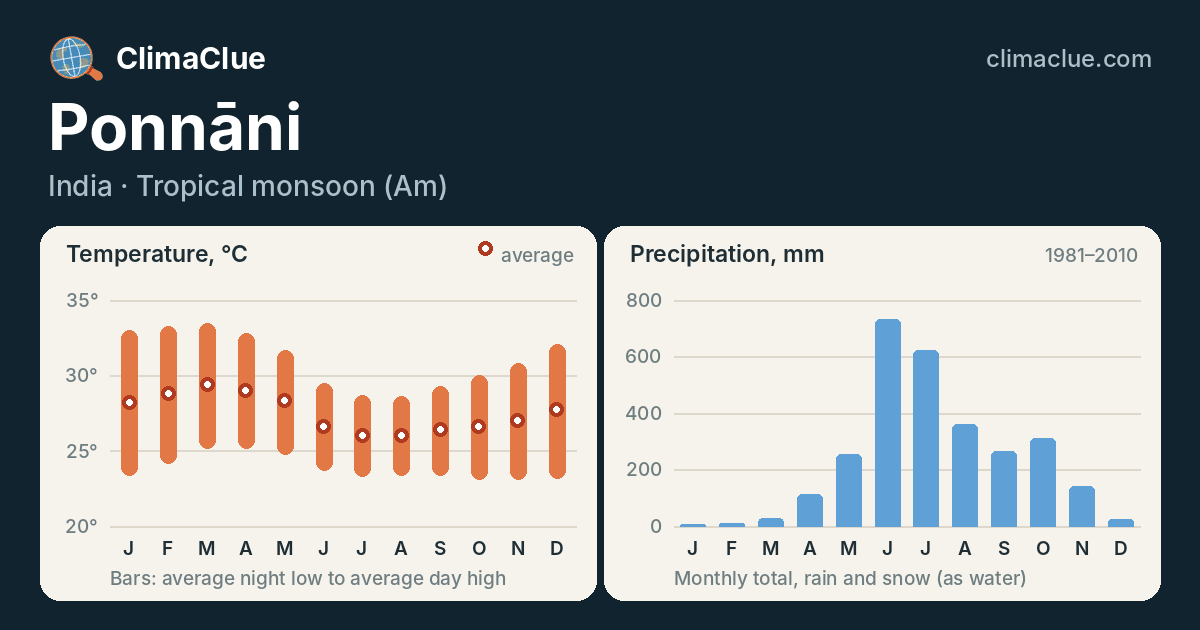 ClimaClue
climaclue.com
Ponnāni
India · Tropical monsoon (Am)
Temperature, °C
average
35°
30°
25°
20°
J F M A M J J A S O N D
Bars: average night low to average day high
Precipitation, mm
1981–2010
800
600
400
200
0
J F M A M J J A S O N D
Monthly total, rain and snow (as water)